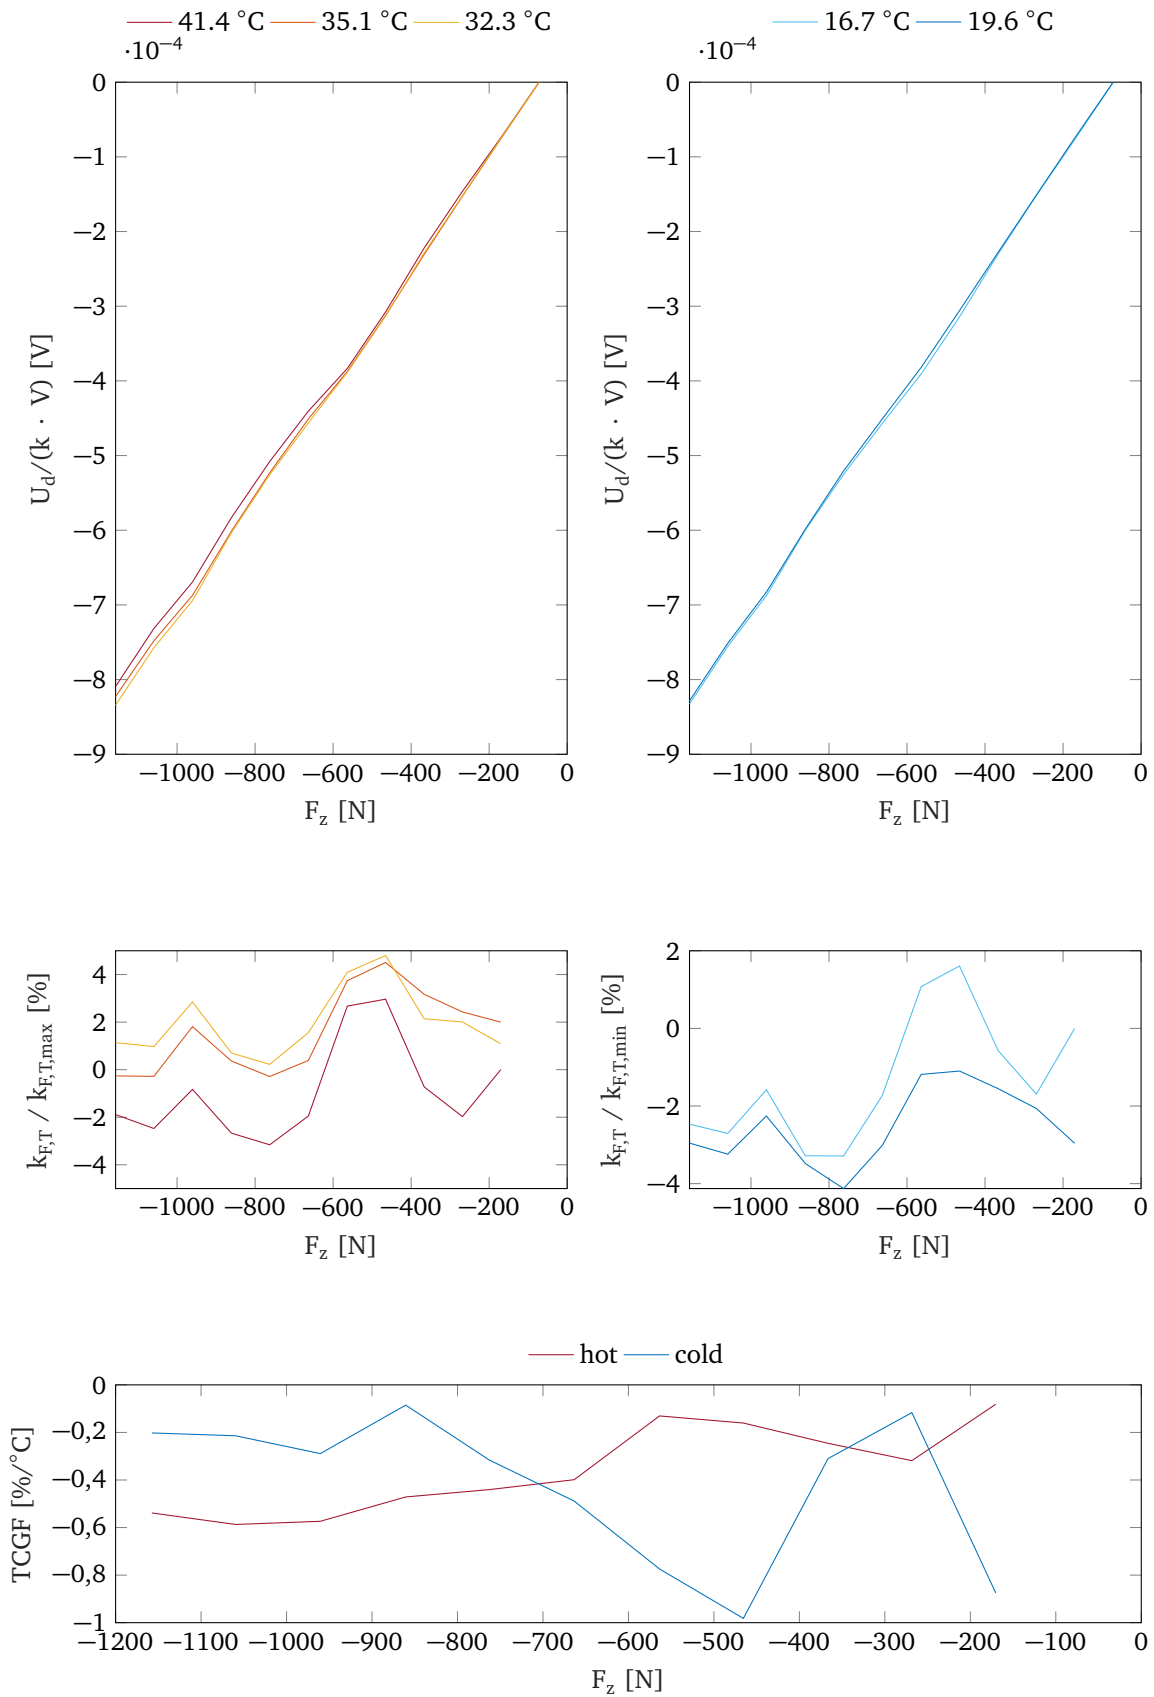 41.4 °C 35.1 °C 32.3 °C
·10−4
0
−1
−2
−3
−4
−5
−6
−7
−8
−9
U_d/(k · V) [V]
−1000 −800 −600 −400 −200 0
F_z [N]
16.7 °C 19.6 °C
·10−4
0
−1
−2
−3
−4
−5
−6
−7
−8
−9
U_d/(k · V) [V]
−1000 −800 −600 −400 −200 0
F_z [N]
4
2
0
−2
−4
k_F,T / k_F,T,max [%]
−1000 −800 −600 −400 −200 0
F_z [N]
2
0
−2
−4
k_F,T / k_F,T,min [%]
−1000 −800 −600 −400 −200 0
F_z [N]
hot cold
0
−0,2
−0,4
−0,6
−0,8
−1
TCGF [%/°C]
−1200 −1100 −1000 −900 −800 −700 −600 −500 −400 −300 −200 −100 0
F_z [N]